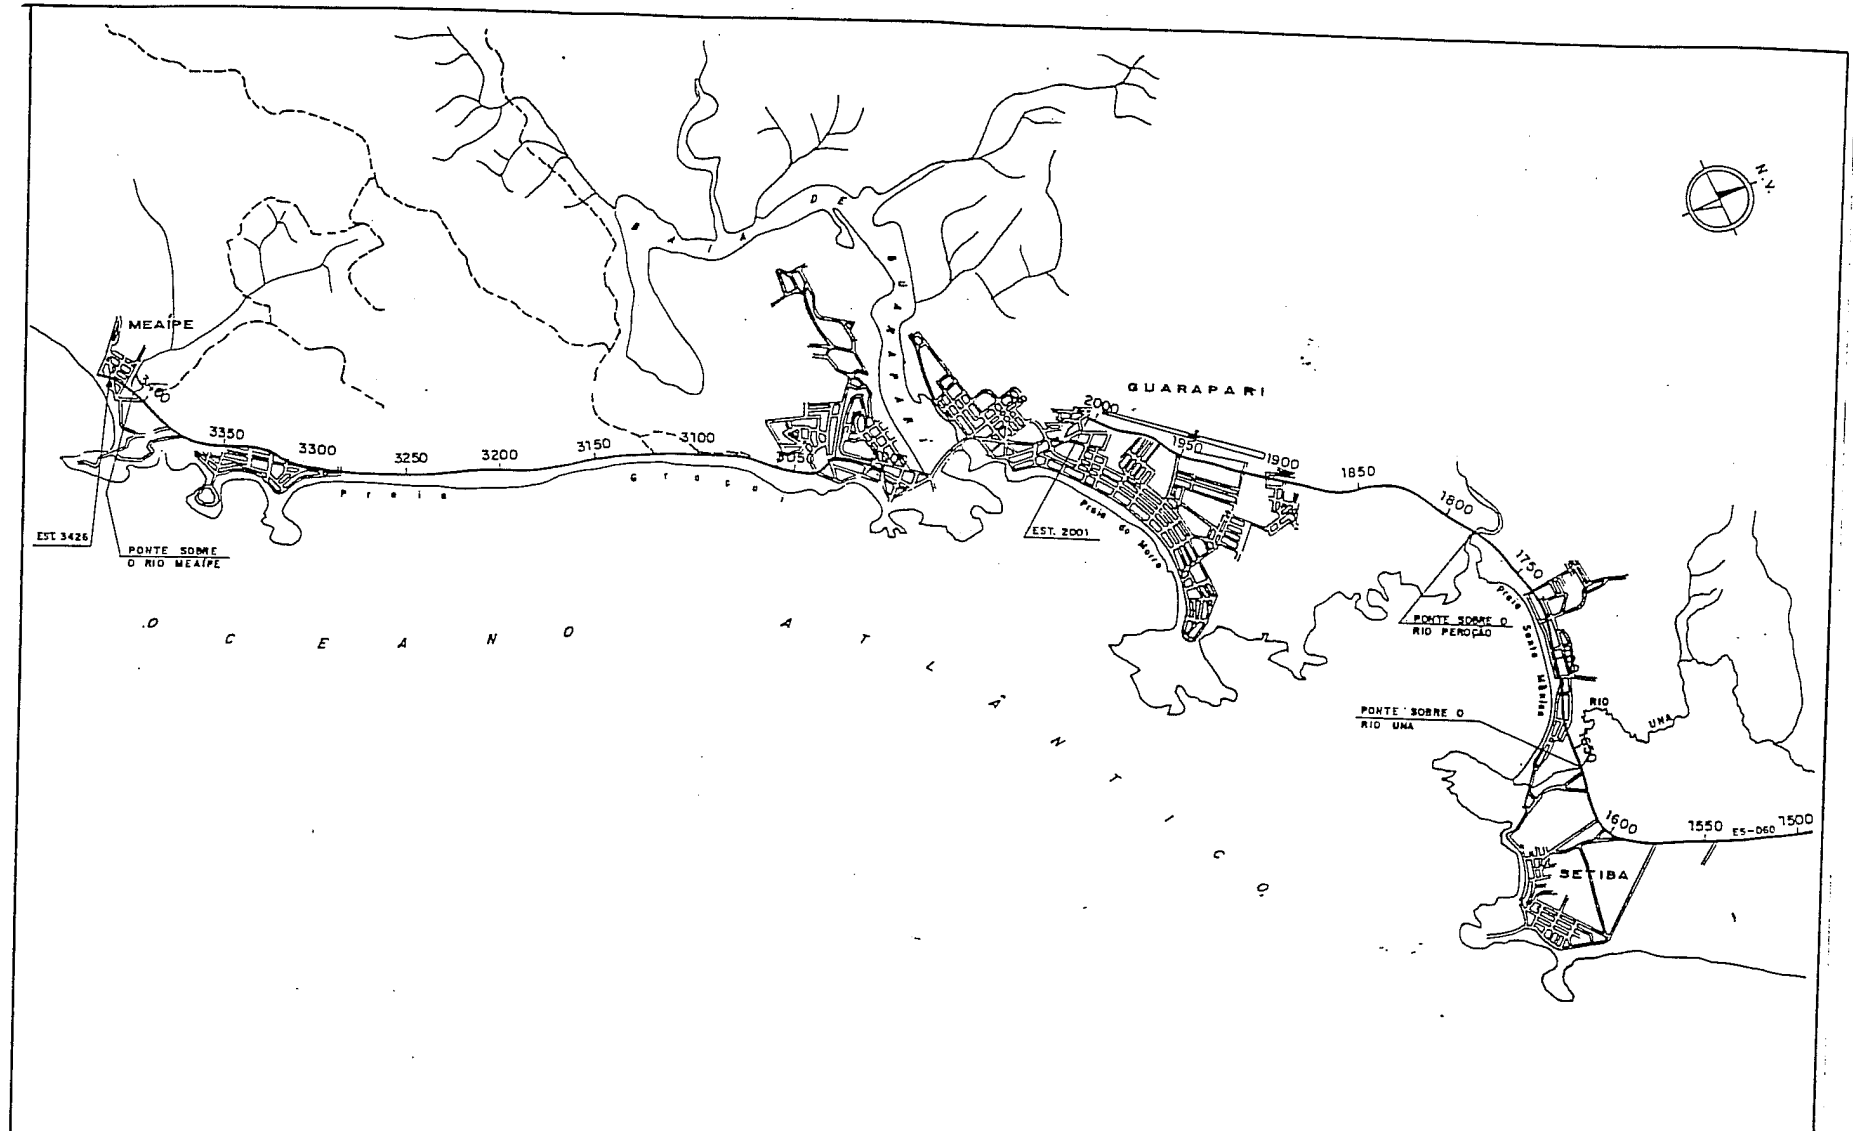 N.V.
BAIA DE GUARAPARI
MEAÍPE
GUARAPARI
2000
1950
1900
1850
1800
1750
3350
3300
3250
3200
3150
3100
3050
Praia
Graçaí
Praia do Morro
EST. 2001
EST. 3426
PONTE SOBRE
O RIO MEAÍPE
PONTE SOBRE O
RIO PEROCÃO
Praia Santa Mônica
OCEANO ATLÂNTICO
PONTE SOBRE O
RIO UNA
RIO UNA
1650
1600
1550
ES-060
1500
SETIBA